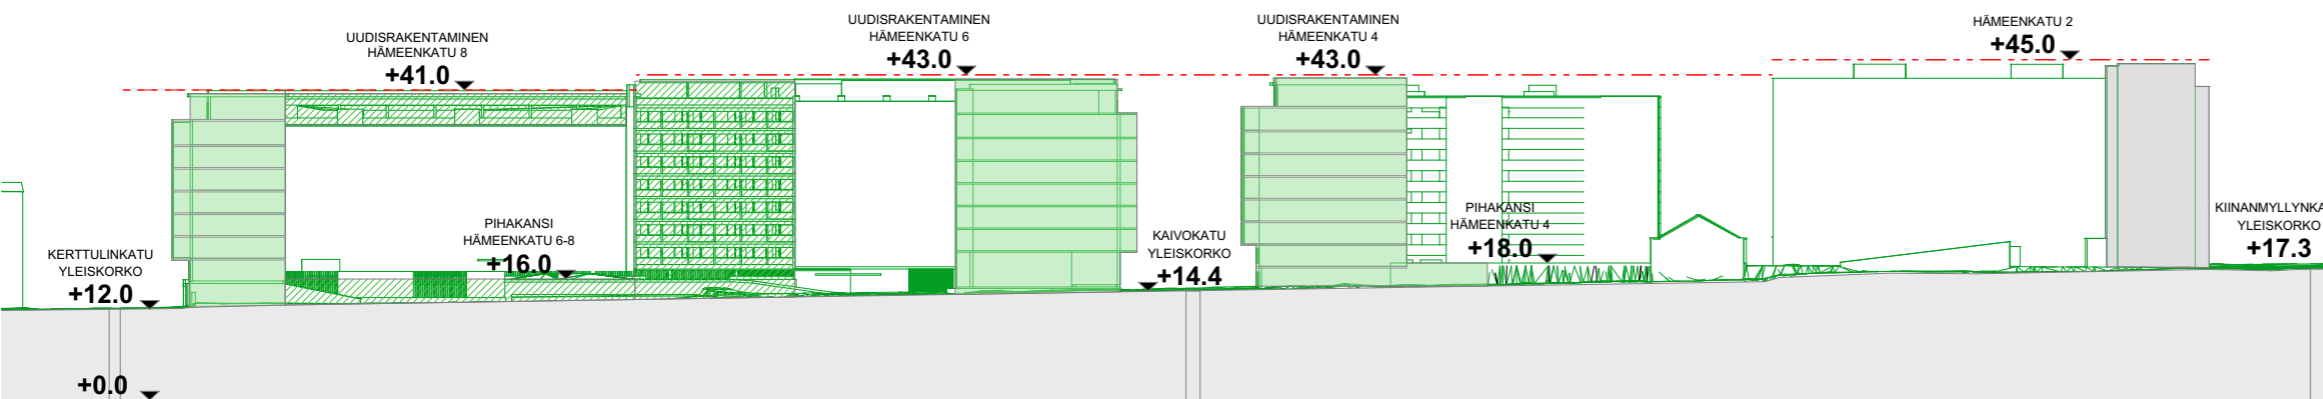 UUDISRAKENTAMINEN
HÄMEENKATU 8
+41.0
UUDISRAKENTAMINEN
HÄMEENKATU 6
+43.0
UUDISRAKENTAMINEN
HÄMEENKATU 4
+43.0
HÄMEENKATU 2
+45.0
KERTTULINKATU
YLEISKORKO
+12.0
PIHAKANSI
HÄMEENKATU 6-8
+16.0
KAIVOKATU
YLEISKORKO
+14.4
PIHAKANSI
HÄMEENKATU 4
+18.0
KIINANMYLLYNKA
YLEISKORKO
+17.3
+0.0